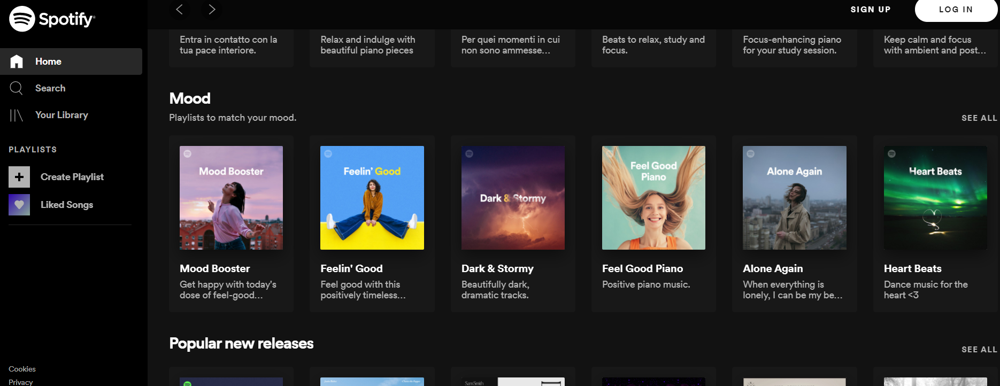 Spotify
SIGN UP
LOG IN
Home
Search
Your Library
PLAYLISTS
Create Playlist
Liked Songs
Cookies
Privacy
Entra in contatto con la
tua pace interiore.
Relax and indulge with
beautiful piano pieces
Per quei momenti in cui
non sono ammesse...
Beats to relax, study and
focus.
Focus-enhancing piano
for your study session.
Keep calm and focus
with ambient and post...
Mood
Playlists to match your mood.
SEE ALL
Mood Booster
Mood Booster
Get happy with today's
dose of feel-good...
Feelin' Good
Feelin' Good
Feel good with this
positively timeless...
Dark & Stormy
Dark & Stormy
Beautifully dark,
dramatic tracks.
Feel Good
Piano
Feel Good Piano
Positive piano music.
Alone Again
Alone Again
When everything is
lonely, I can be my be...
Heart Beats
Heart Beats
Dance music for the
heart <3
Popular new releases
SEE ALL
Sam Smith